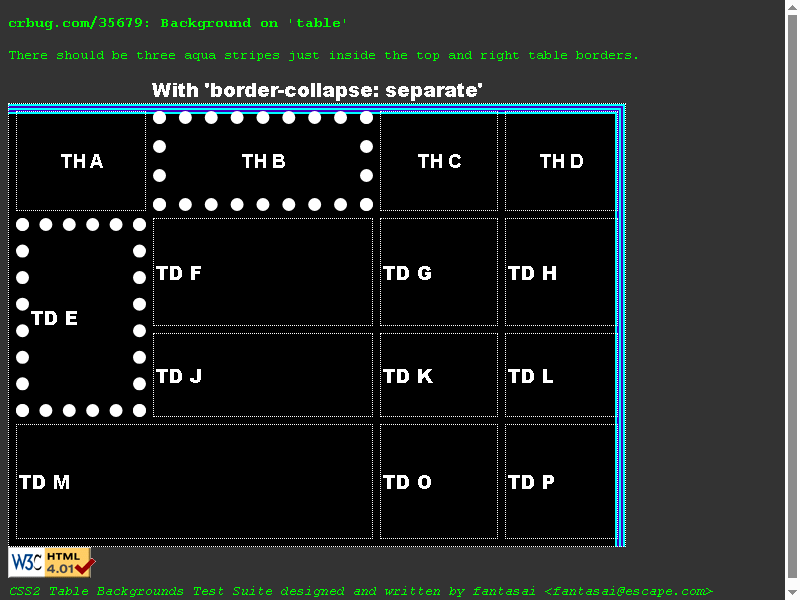 crbug.com/35679: Background on 'table'
There should be three aqua stripes just inside the top and right table borders.
With 'border-collapse: separate'
TH A TH B TH C TH D
TD E TD F TD G TD H
TD J TD K TD L
TD M TD O TD P
W3C HTML 4.01
CSS2 Table Backgrounds Test Suite designed and written by fantasai <fantasai@escape.com>